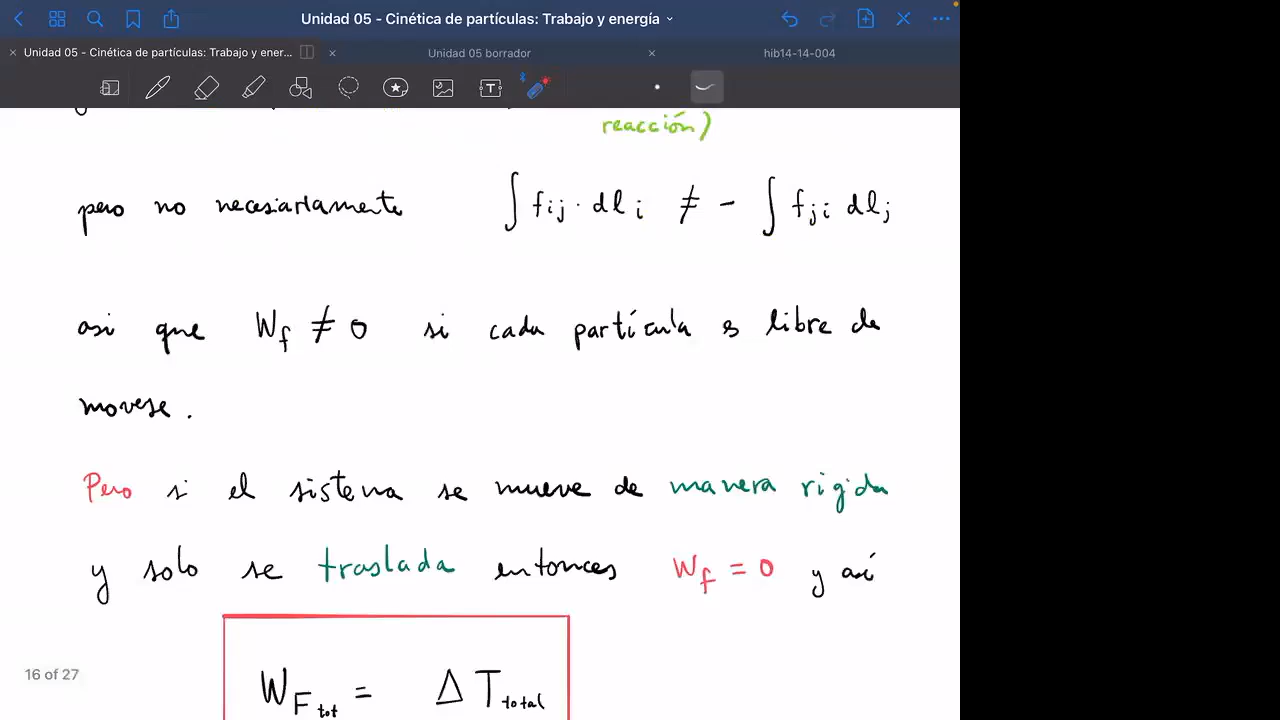 Unidad 05 - Cinética de partículas: Trabajo y energía
Unidad 05 - Cinética de partículas: Trabajo y ener...
Unidad 05 borrador
hib14-14-004
reacción)
pero no necesariamente ∫ fij · dli ≠ - ∫ fji dlj
asi que Wf ≠ 0 si cada partícula es libre de
moverse.
Pero si el sistema se mueve de manera rigida
y solo se traslada entonces Wf = 0 y así
WFtot = Δ Ttotal
16 of 27